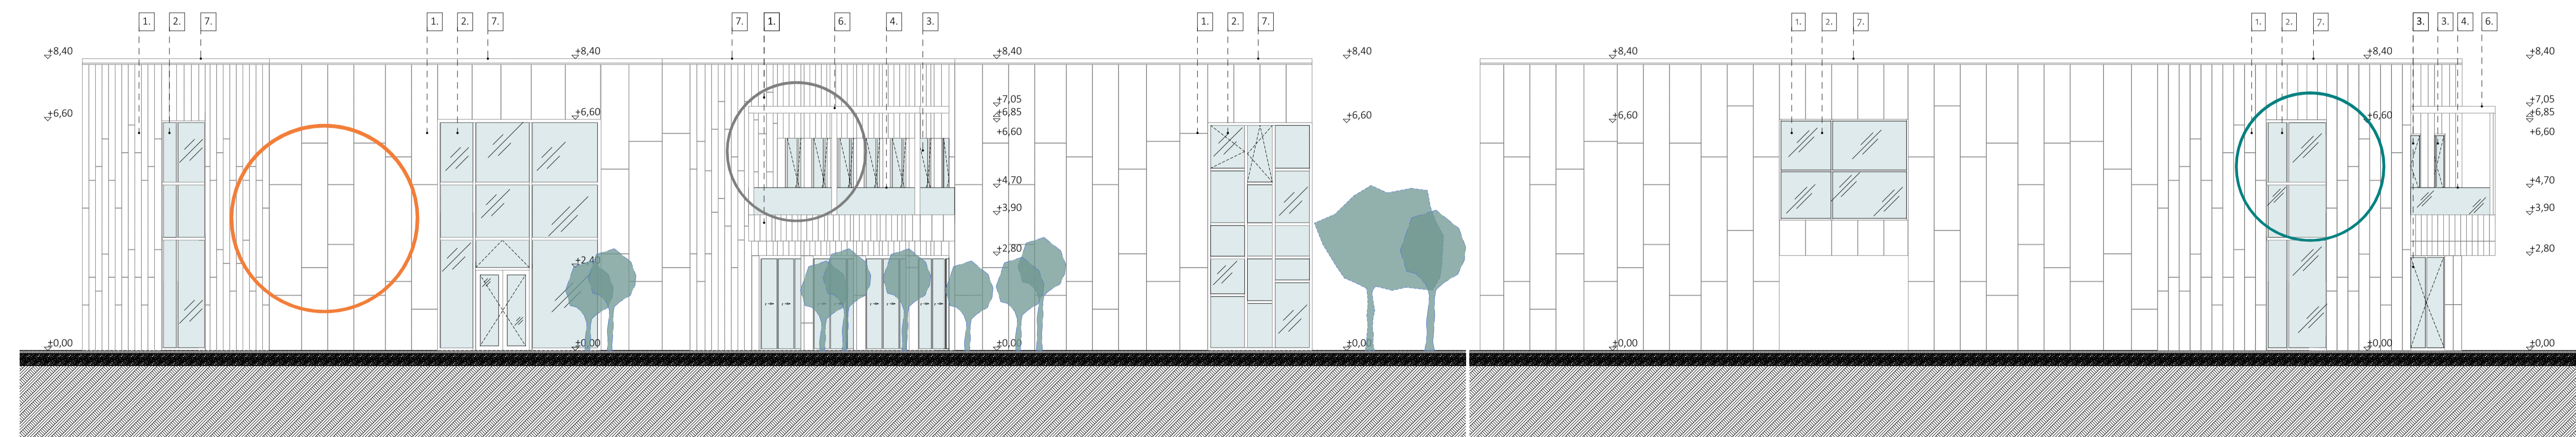 1. 2. 7. 1. 2. 7. 7. 1. 6. 4. 3. 1. 2. 7. 1. 2. 7. 1. 2. 7. 3. 3. 4. 6.
+8,40 +8,40 +8,40 +8,40 +8,40 +8,40 +8,40
+7,05 +7,05
+6,60 +6,60 +6,85 +6,60 +6,60 +6,60 +6,85
+6,60 +6,60
+4,70 +4,70
+3,90 +3,90
+2,80 +2,80
+2,40
+0,00 +0,00 +0,00 +0,00 +0,00 +0,00 +0,00